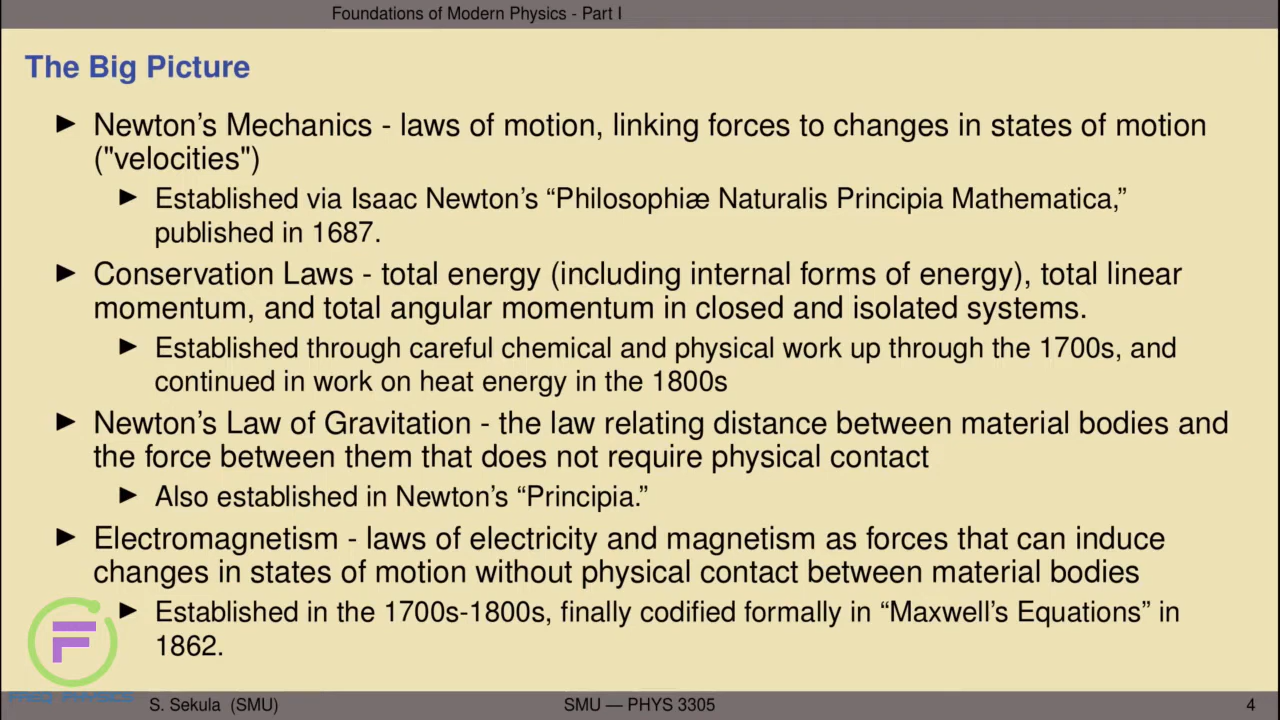 Foundations of Modern Physics - Part I
The Big Picture
▶ Newton's Mechanics - laws of motion, linking forces to changes in states of motion
("velocities")
▶ Established via Isaac Newton's “Philosophiæ Naturalis Principia Mathematica,”
published in 1687.
▶ Conservation Laws - total energy (including internal forms of energy), total linear
momentum, and total angular momentum in closed and isolated systems.
▶ Established through careful chemical and physical work up through the 1700s, and
continued in work on heat energy in the 1800s
▶ Newton's Law of Gravitation - the law relating distance between material bodies and
the force between them that does not require physical contact
▶ Also established in Newton's “Principia.”
▶ Electromagnetism - laws of electricity and magnetism as forces that can induce
changes in states of motion without physical contact between material bodies
▶ Established in the 1700s-1800s, finally codified formally in “Maxwell's Equations” in
1862.
F
FREQ PHYSICS
S. Sekula (SMU)
SMU — PHYS 3305
4